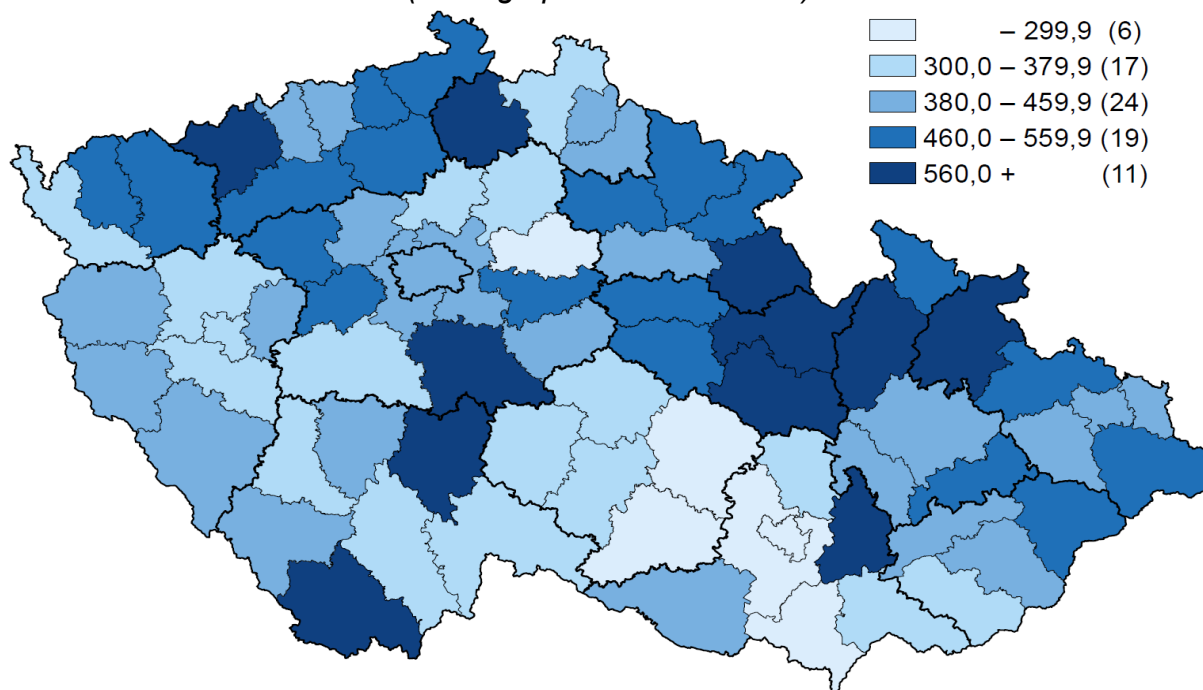 – 299,9 (6)
300,0 – 379,9 (17)
380,0 – 459,9 (24)
460,0 – 559,9 (19)
560,0 + (11)